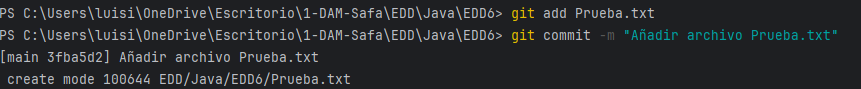 PS C:\Users\luisi\OneDrive\Escritorio\1-DAM-Safa\EDD\Java\EDD6> git add Prueba.txt
PS C:\Users\luisi\OneDrive\Escritorio\1-DAM-Safa\EDD\Java\EDD6> git commit -m "Añadir archivo Prueba.txt"
[main 3fba5d2] Añadir archivo Prueba.txt
 create mode 100644 EDD/Java/EDD6/Prueba.txt